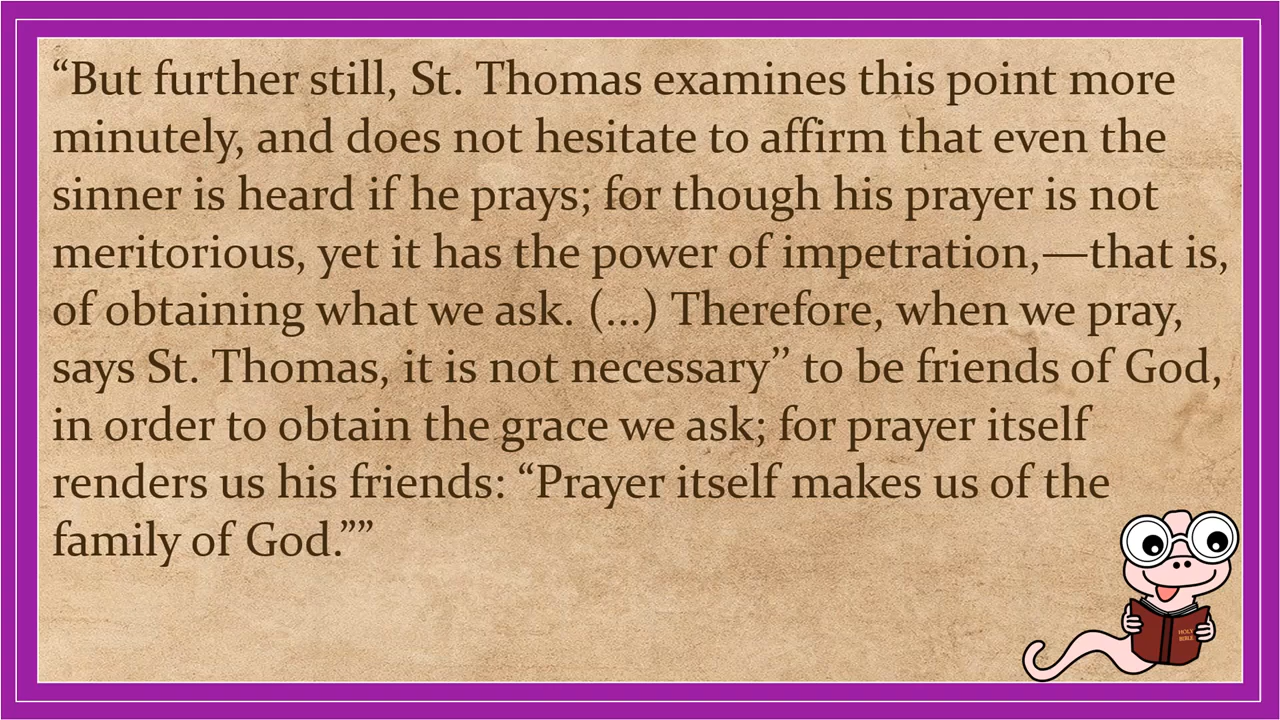 “But further still, St. Thomas examines this point more
minutely, and does not hesitate to affirm that even the
sinner is heard if he prays; for though his prayer is not
meritorious, yet it has the power of impetration,—that is,
of obtaining what we ask. (...) Therefore, when we pray,
says St. Thomas, it is not necessary’’ to be friends of God,
in order to obtain the grace we ask; for prayer itself
renders us his friends: “Prayer itself makes us of the
family of God.””
HOLY
BIBLE